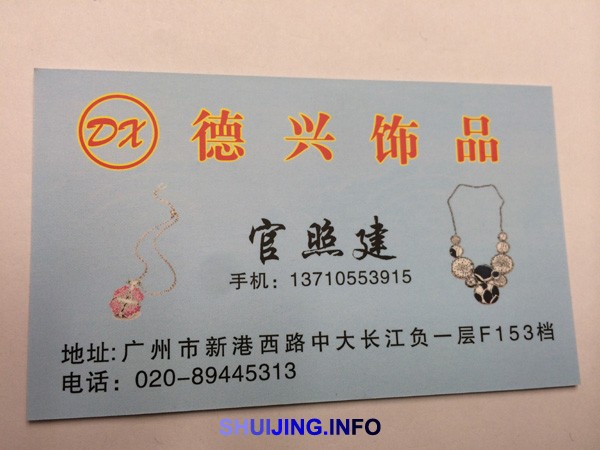 DX 德兴饰品
官照建
手机：13710553915
地址:广州市新港西路中大长江负一层F153档
电话：020-89445313
SHUIJING.INFO